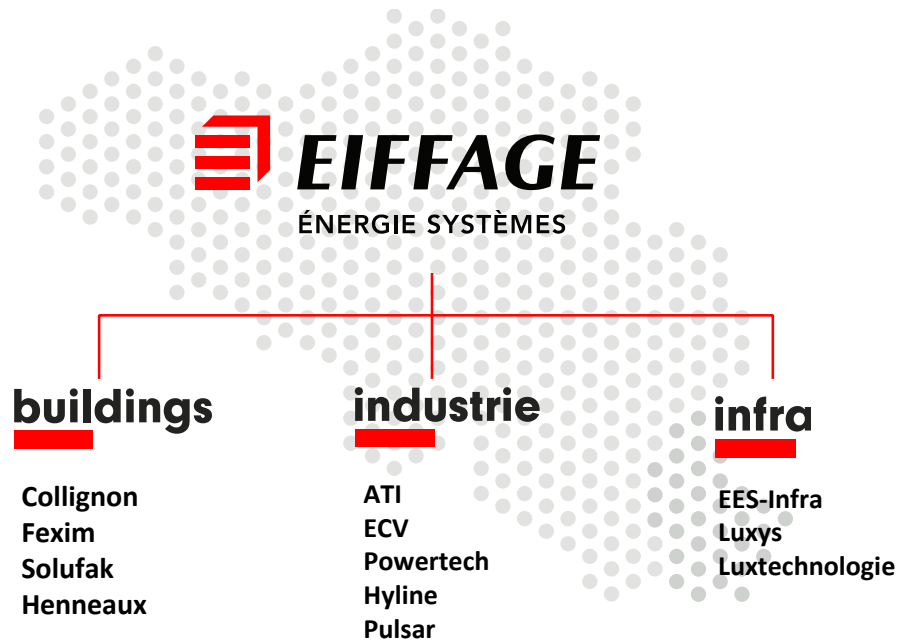 EIFFAGE
ÉNERGIE SYSTÈMES
buildings
Collignon
Fexim
Solufak
Henneaux
industrie
ATI
ECV
Powertech
Hyline
Pulsar
infra
EES-Infra
Luxys
Luxtechnologie